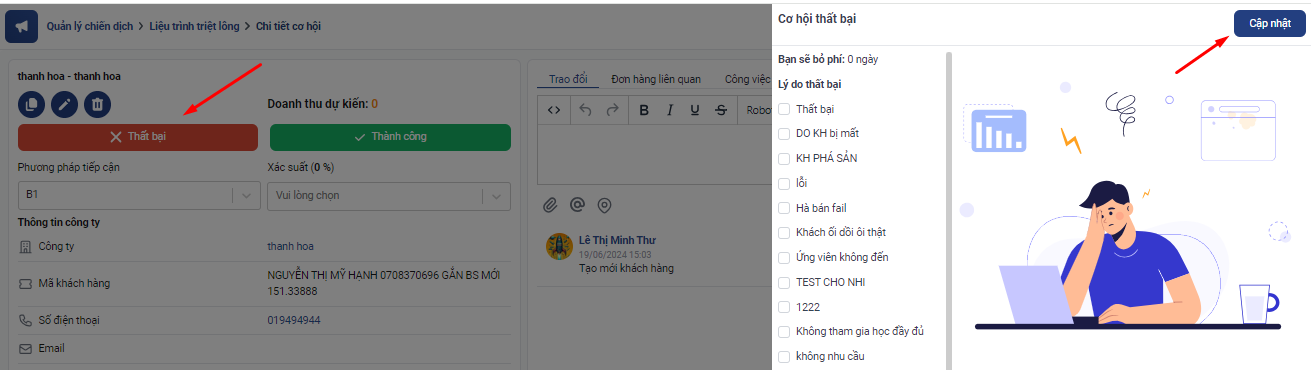 Quản lý chiến dịch > Liệu trình triệt lông > Chi tiết cơ hội
thanh hoa - thanh hoa
Doanh thu dự kiến: 0
Thất bại
Thành công
Phương pháp tiếp cận
Xác suất (0 %)
B1
Vui lòng chọn
Thông tin công ty
Công ty
thanh hoa
Mã khách hàng
NGUYỄN THỊ MỸ HẠNH 0708370696 GẮN BS MỚI
151.33888
Số điện thoại
019494944
Email
Trao đổi
Đơn hàng liên quan
Công việc
B I U S
Robo
Lê Thị Minh Thư
19/06/2024 15:03
Tạo mới khách hàng
Cơ hội thất bại
Cập nhật
Bạn sẽ bỏ phí: 0 ngày
Lý do thất bại
Thất bại
DO KH bị mất
KH PHÁ SẢN
lỗi
Hà bán fail
Khách ối dồi ôi thật
Ứng viên không đến
TEST CHO NHI
1222
Không tham gia học đầy đủ
không nhu cầu